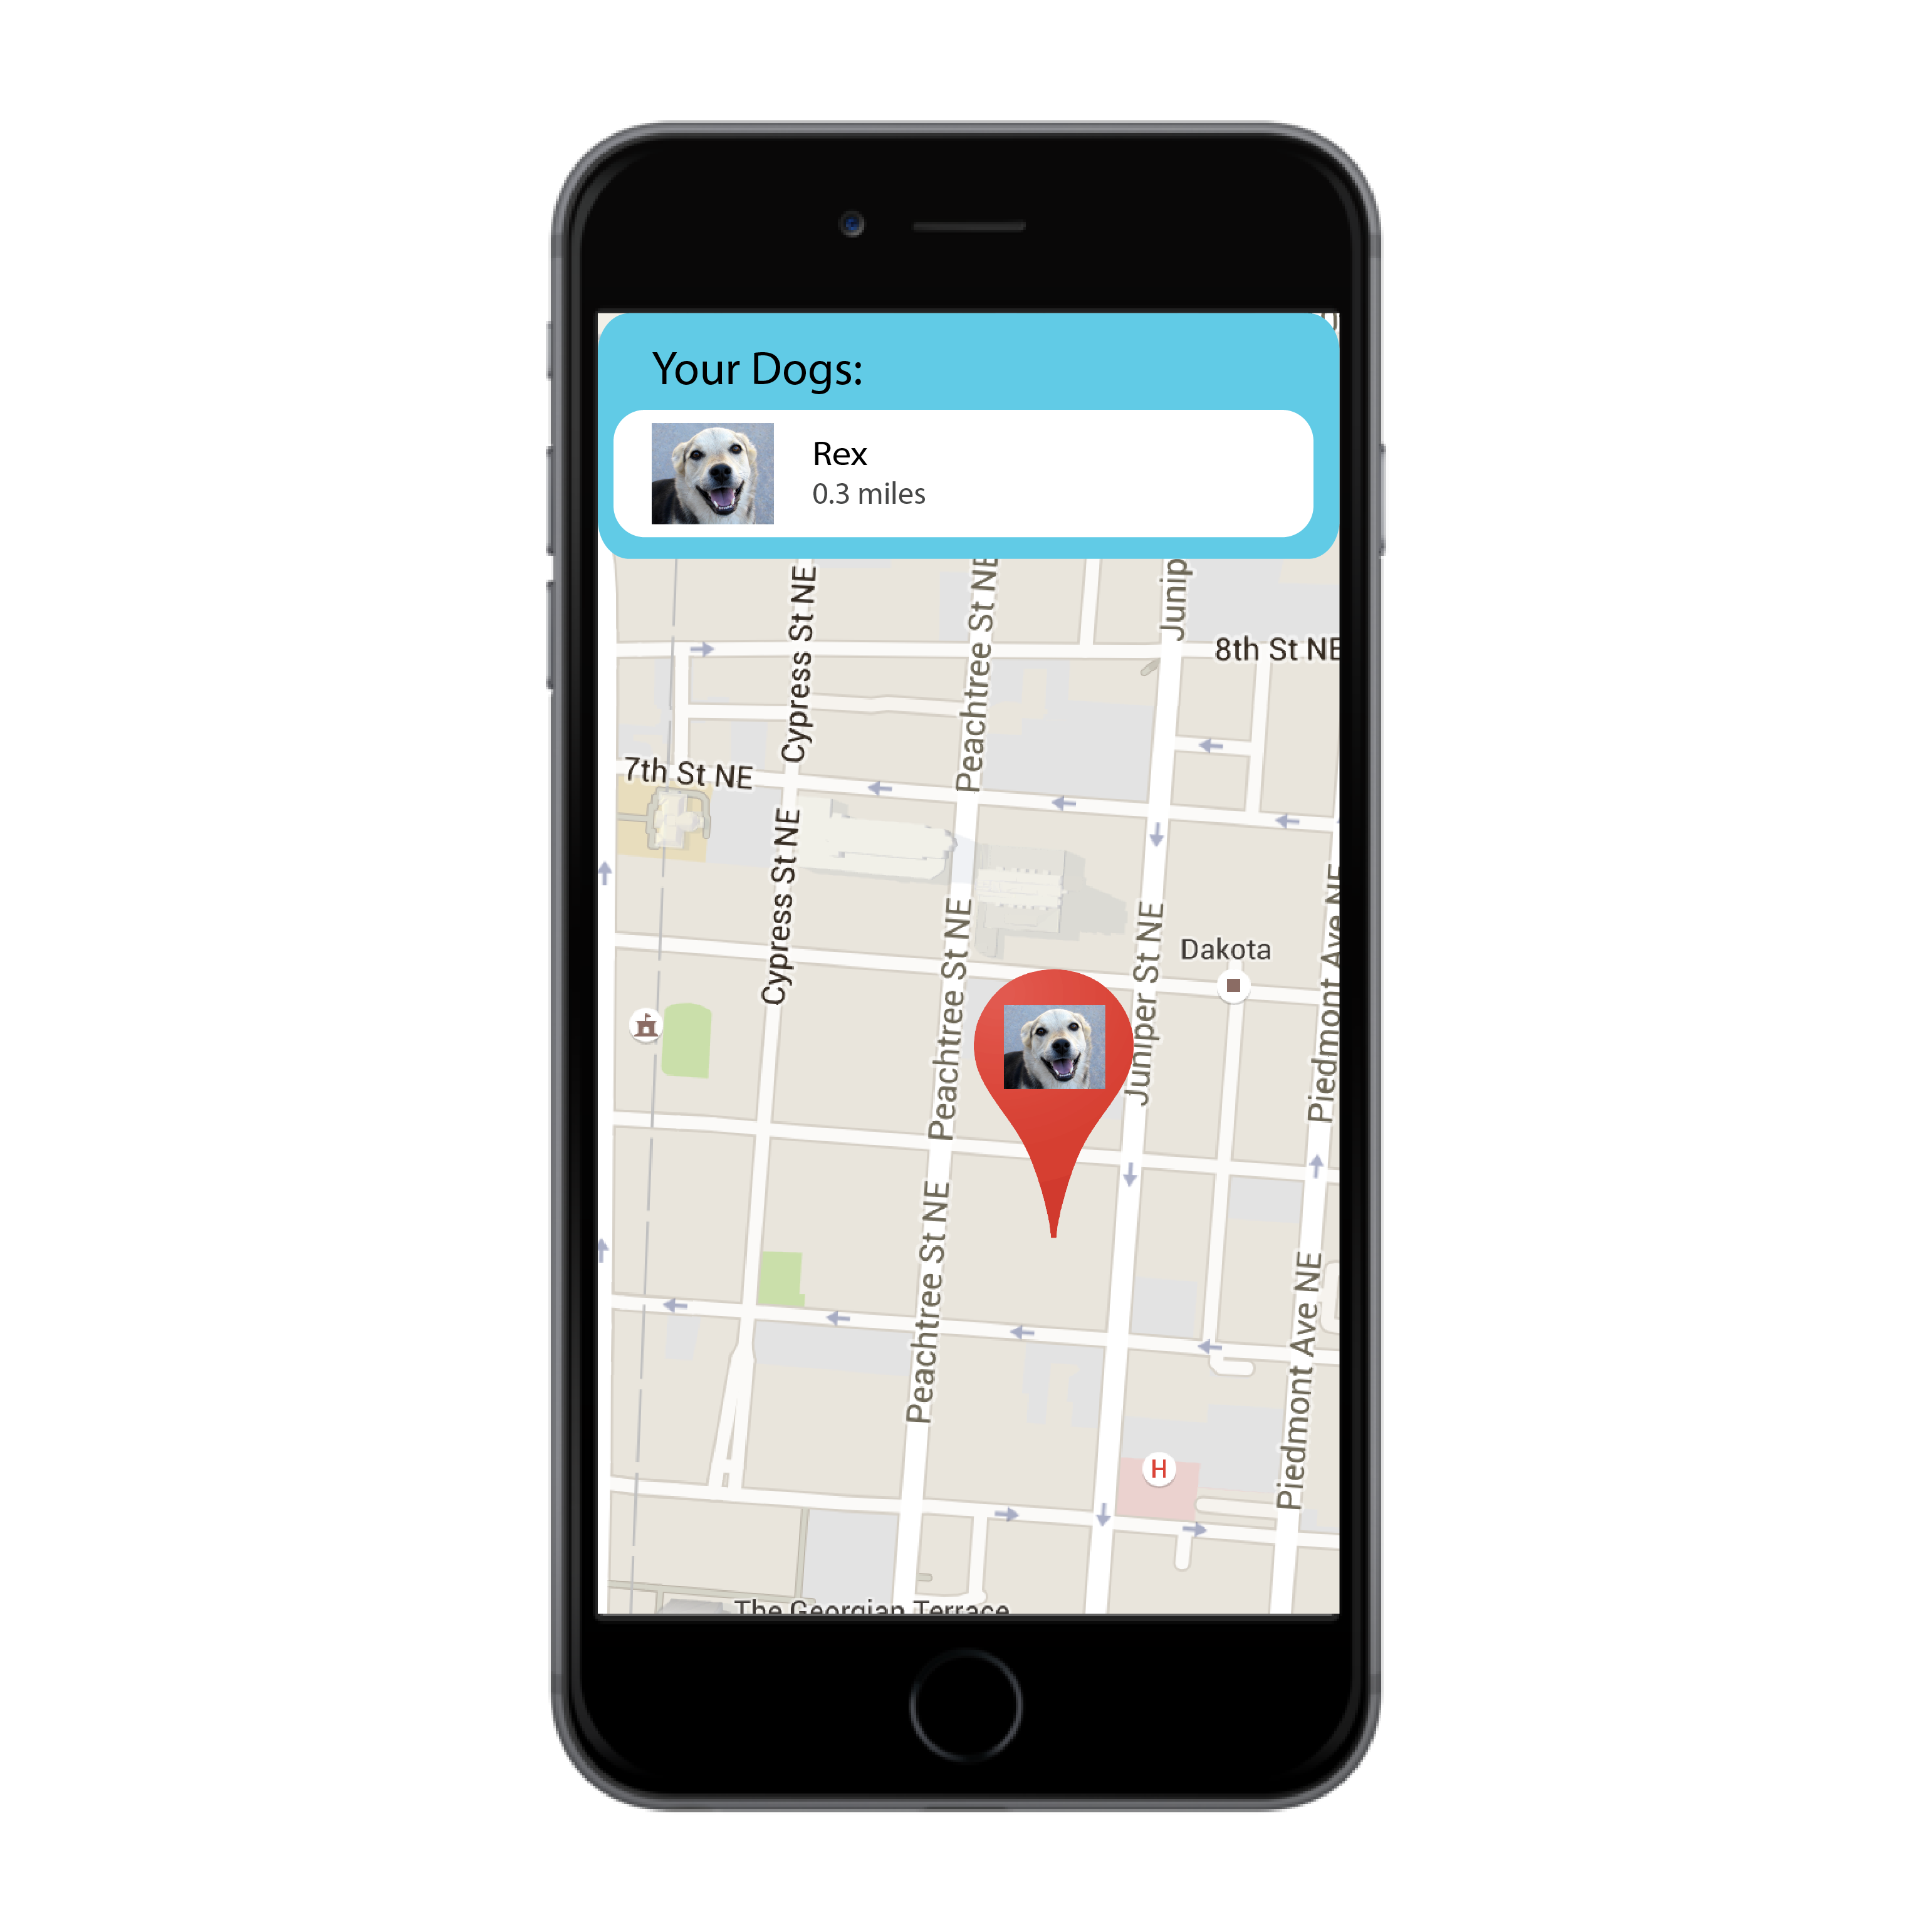 Your Dogs:
Rex
0.3 miles
Cypress St NE
Peachtree St NE
Junip
8th St NE
7th St NE
Cypress St NE
Peachtree St NE
Juniper St NE
Dakota
Piedmont Ave NE
Peachtree St NE
Piedmont Ave NE
H
The Georgian Terrace